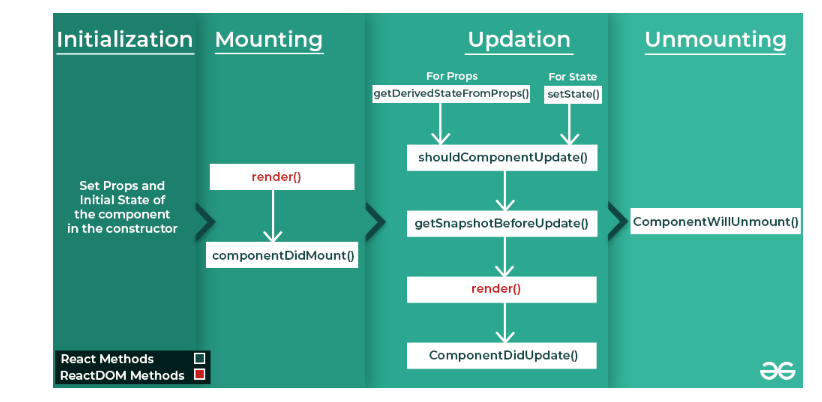 Initialization
Mounting
Updation
Unmounting
For Props
For State
getDerivedStateFromProps()
setState()
shouldComponentUpdate()
render()
Set Props and
Initial State of
the component
in the constructor
getSnapshotBeforeUpdate()
ComponentWillUnmount()
componentDidMount()
render()
ComponentDidUpdate()
React Methods
ReactDOM Methods